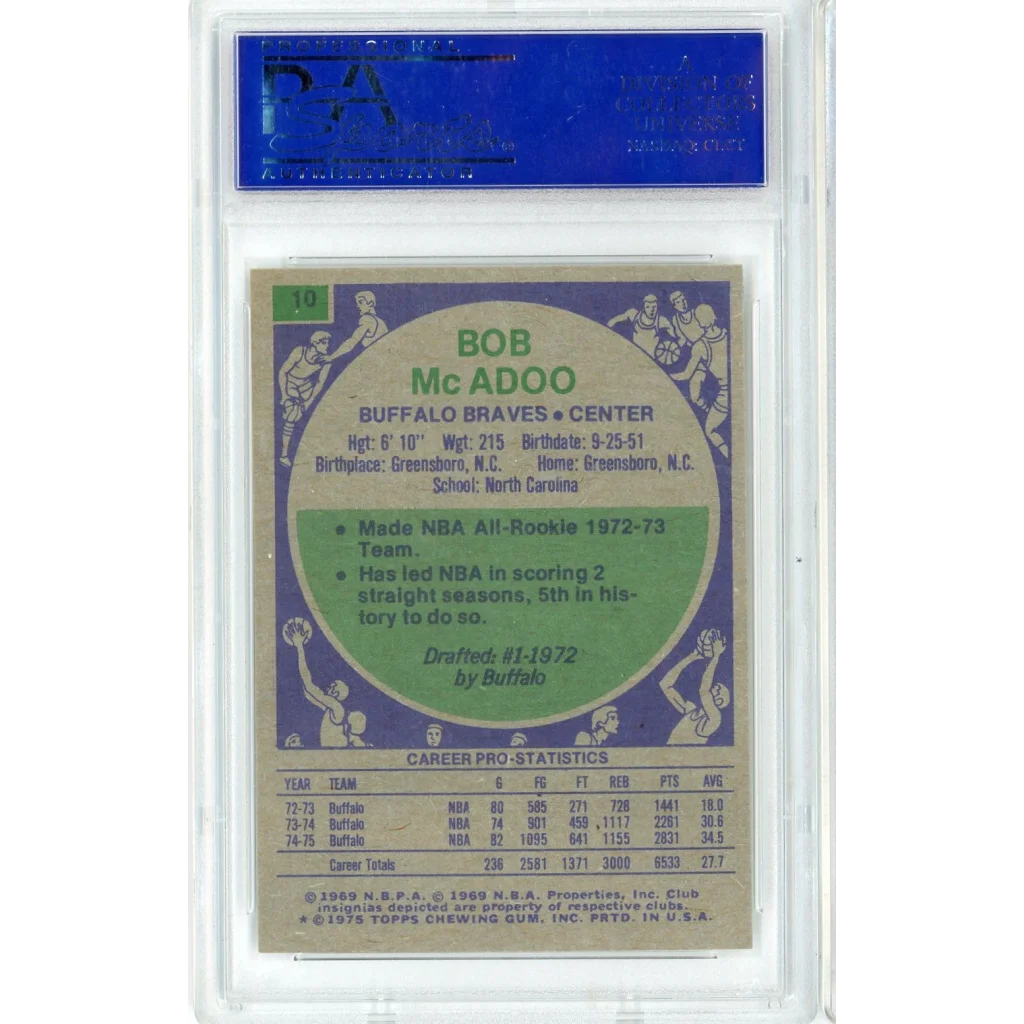 PROFESSIONAL
PSA
AUTHENTICATOR
A
DIVISION OF
COLLECTORS
UNIVERSE
NASDAQ: CLCT
10
BOB
Mc ADOO
BUFFALO BRAVES • CENTER
Hgt: 6' 10" Wgt: 215 Birthdate: 9-25-51
Birthplace: Greensboro, N.C. Home: Greensboro, N.C.
School: North Carolina
• Made NBA All-Rookie 1972-73
Team.
• Has led NBA in scoring 2
straight seasons, 5th in his-
tory to do so.
Drafted: #1-1972
by Buffalo
CAREER PRO-STATISTICS
YEAR TEAM G FG FT REB PTS AVG
72-73 Buffalo NBA 80 585 271 728 1441 18.0
73-74 Buffalo NBA 74 901 459 1117 2261 30.6
74-75 Buffalo NBA 82 1095 641 1155 2831 34.5
Career Totals 236 2581 1371 3000 6533 27.7
© 1969 N.B.P.A. © 1969 N.B.A. Properties, Inc. Club
insignias depicted are property of respective clubs.
* © 1975 TOPPS CHEWING GUM, INC. PRTD. IN U.S.A.